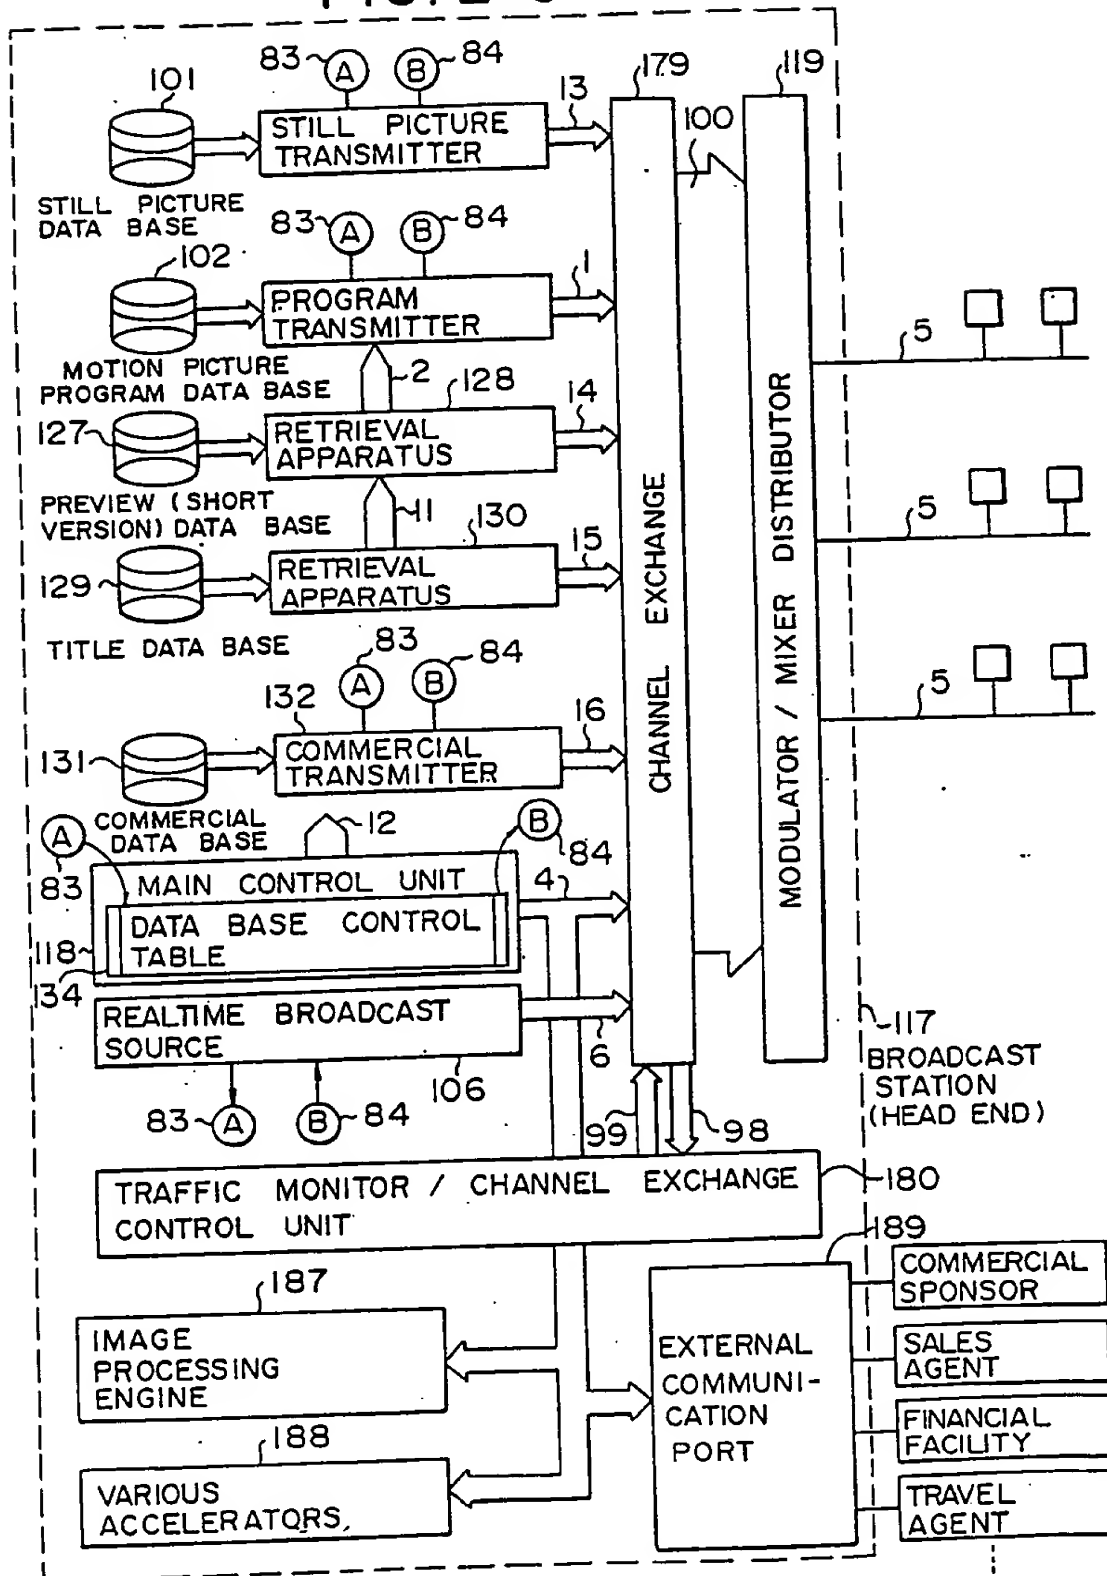 101
83
A
B
84
13
179
119
STILL PICTURE
TRANSMITTER
100
STILL PICTURE
DATA BASE
83
A
B
84
102
1
PROGRAM
TRANSMITTER
5
MOTION PICTURE
PROGRAM DATA BASE
2
128
14
127
RETRIEVAL
APPARATUS
PREVIEW (SHORT
VERSION) DATA BASE
11
130
15
5
129
RETRIEVAL
APPARATUS
TITLE DATA BASE
CHANNEL EXCHANGE
MODULATOR / MIXER DISTRIBUTOR
83
A
B
84
132
16
5
131
COMMERCIAL
TRANSMITTER
COMMERCIAL
DATA BASE
12
A
83
B
84
MAIN CONTROL UNIT
4
DATA BASE CONTROL
TABLE
118
134
REALTIME BROADCAST
SOURCE
6
106
117
BROADCAST
STATION
(HEAD END)
83
A
B
84
99
98
TRAFFIC MONITOR / CHANNEL EXCHANGE
CONTROL UNIT
180
189
187
IMAGE
PROCESSING
ENGINE
188
VARIOUS
ACCELERATORS
EXTERNAL
COMMUNI-
CATION
PORT
COMMERCIAL
SPONSOR
SALES
AGENT
FINANCIAL
FACILITY
TRAVEL
AGENT